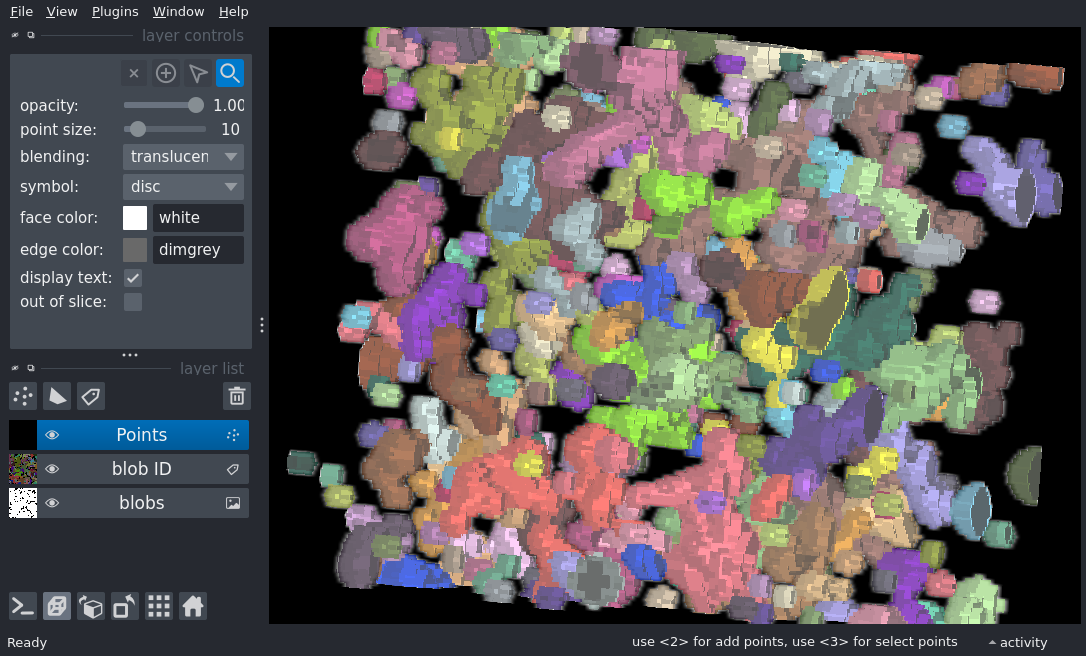 File View Plugins Window Help
layer controls
opacity: 1.00
point size: 10
blending: translucen
symbol: disc
face color: white
edge color: dimgrey
display text:
out of slice:
layer list
Points
blob ID
blobs
Ready
use <2> for add points, use <3> for select points
activity